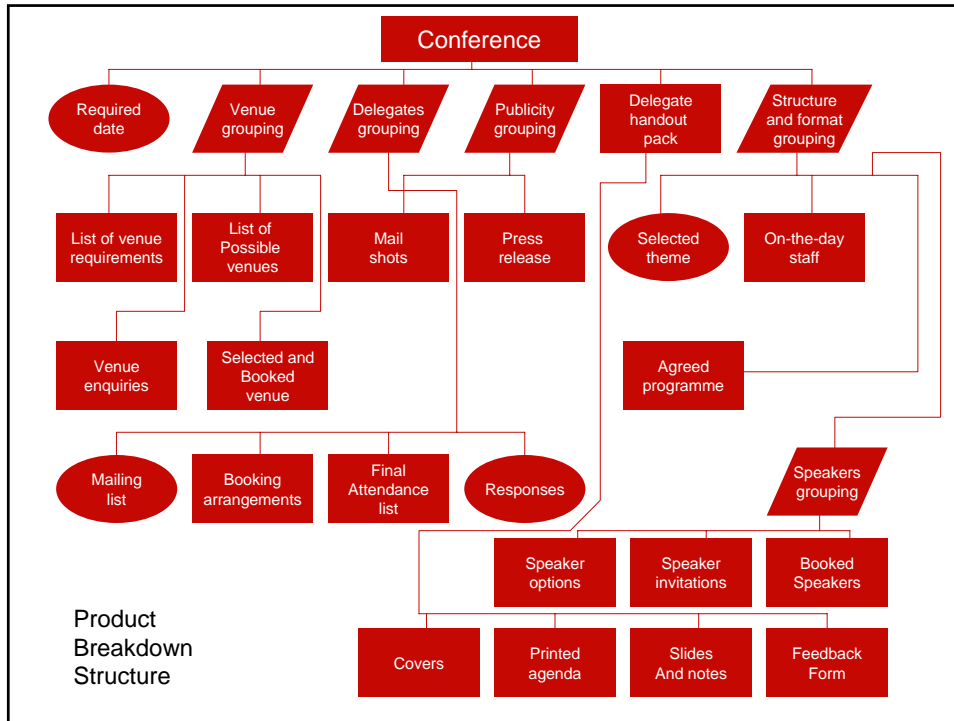 Conference
Required
date
Venue
grouping
Delegates
grouping
Publicity
grouping
Delegate
handout
pack
Structure
and format
grouping
List of venue
requirements
List of
Possible
venues
Mail
shots
Press
release
Selected
theme
On-the-day
staff
Venue
enquiries
Selected and
Booked
venue
Agreed
programme
Mailing
list
Booking
arrangements
Final
Attendance
list
Responses
Speakers
grouping
Speaker
options
Speaker
invitations
Booked
Speakers
Product
Breakdown
Structure
Covers
Printed
agenda
Slides
And notes
Feedback
Form